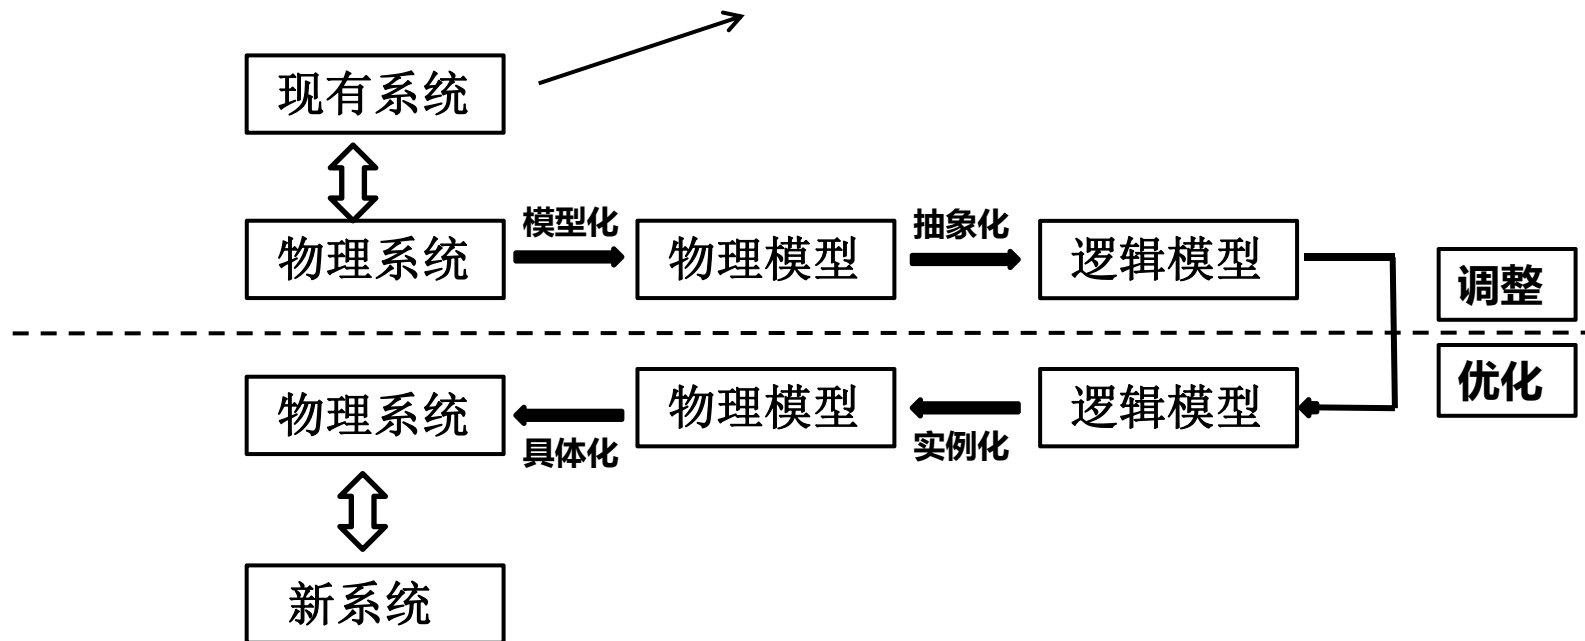 现有系统
模型化
抽象化
物理系统
物理模型
逻辑模型
调整
优化
物理系统
物理模型
逻辑模型
具体化
实例化
新系统